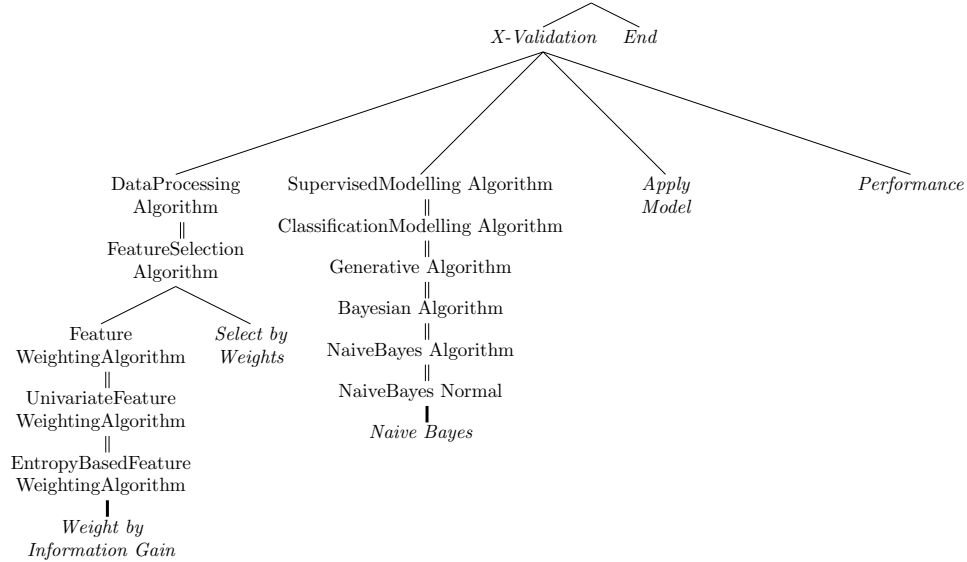 X-Validation End
DataProcessing
Algorithm
FeatureSelection
Algorithm
Feature
WeightingAlgorithm
UnivariateFeature
WeightingAlgorithm
EntropyBasedFeature
WeightingAlgorithm
Weight by
Information Gain
Select by
Weights
SupervisedModelling Algorithm
ClassificationModelling Algorithm
Generative Algorithm
Bayesian Algorithm
NaiveBayes Algorithm
NaiveBayes Normal
Naive Bayes
Apply
Model
Performance